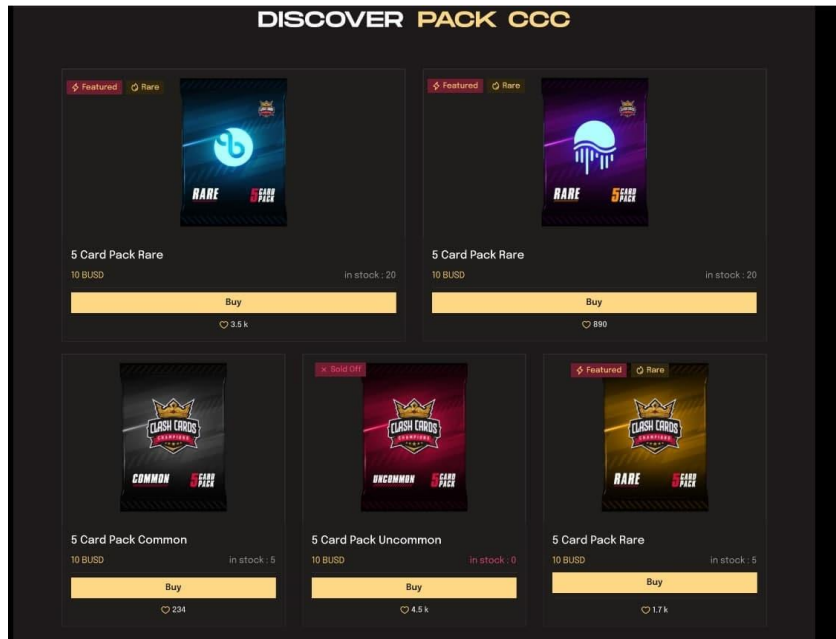 DISCOVER PACK CCC
Featured Rare
RARE 5 CARD PACK
5 Card Pack Rare
10 BUSD in stock : 20
Buy
3.5 k
Featured Rare
RARE 5 CARD PACK
5 Card Pack Rare
10 BUSD in stock : 20
Buy
890
CLASH CARDS
CHAMPIONS
COMMON 5 CARD PACK
5 Card Pack Common
10 BUSD in stock : 5
Buy
234
Sold Off
CLASH CARDS
CHAMPIONS
UNCOMMON 5 CARD PACK
5 Card Pack Uncommon
10 BUSD in stock : 0
Buy
4.5 k
Featured Rare
CLASH CARDS
CHAMPIONS
RARE 5 CARD PACK
5 Card Pack Rare
10 BUSD in stock : 5
Buy
1.7 k